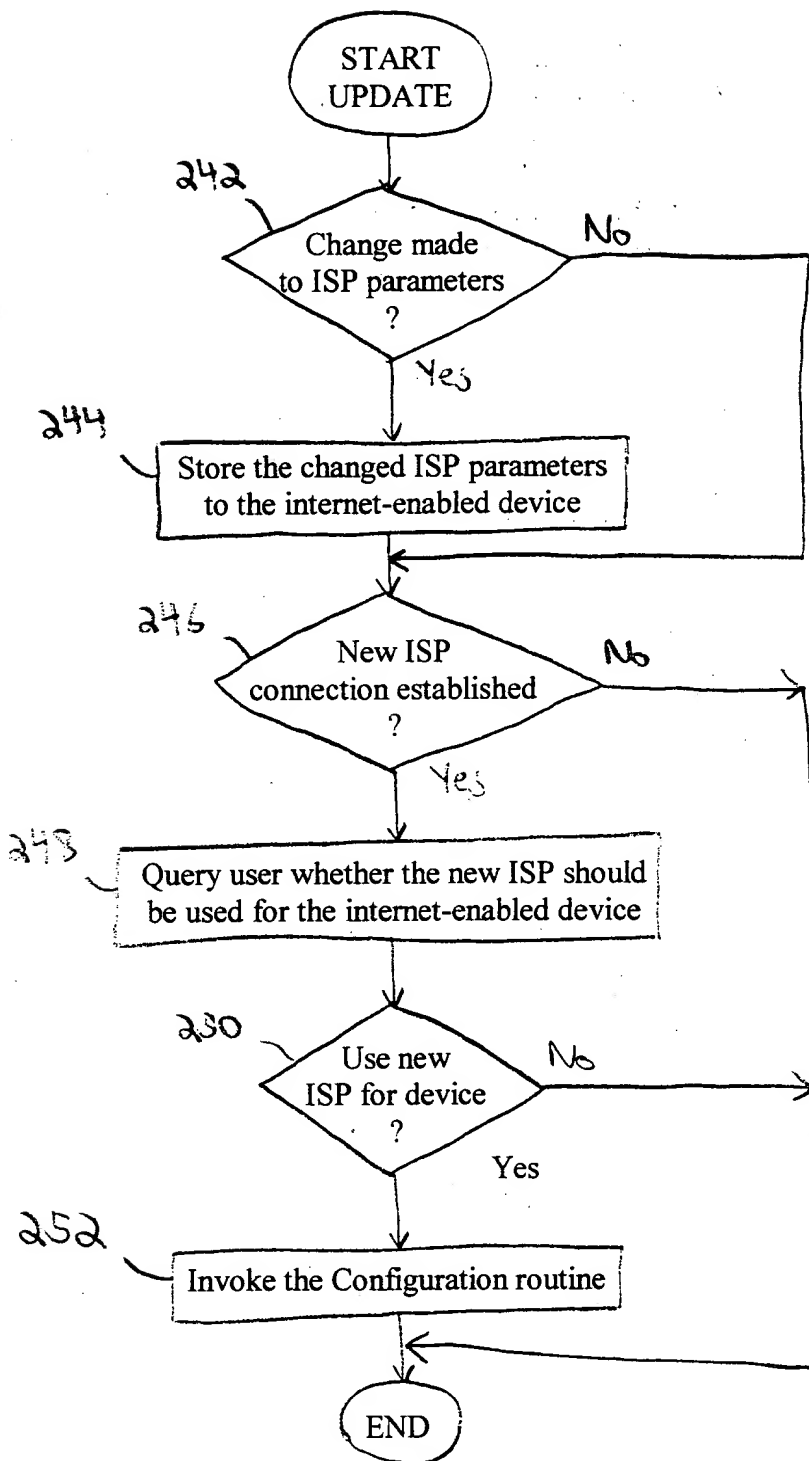 START
UPDATE
242
Change made
to ISP parameters
?
No
Yes
244
Store the changed ISP parameters
to the internet-enabled device
246
New ISP
connection established
?
No
Yes
248
Query user whether the new ISP should
be used for the internet-enabled device
250
Use new
ISP for device
?
No
Yes
252
Invoke the Configuration routine
END